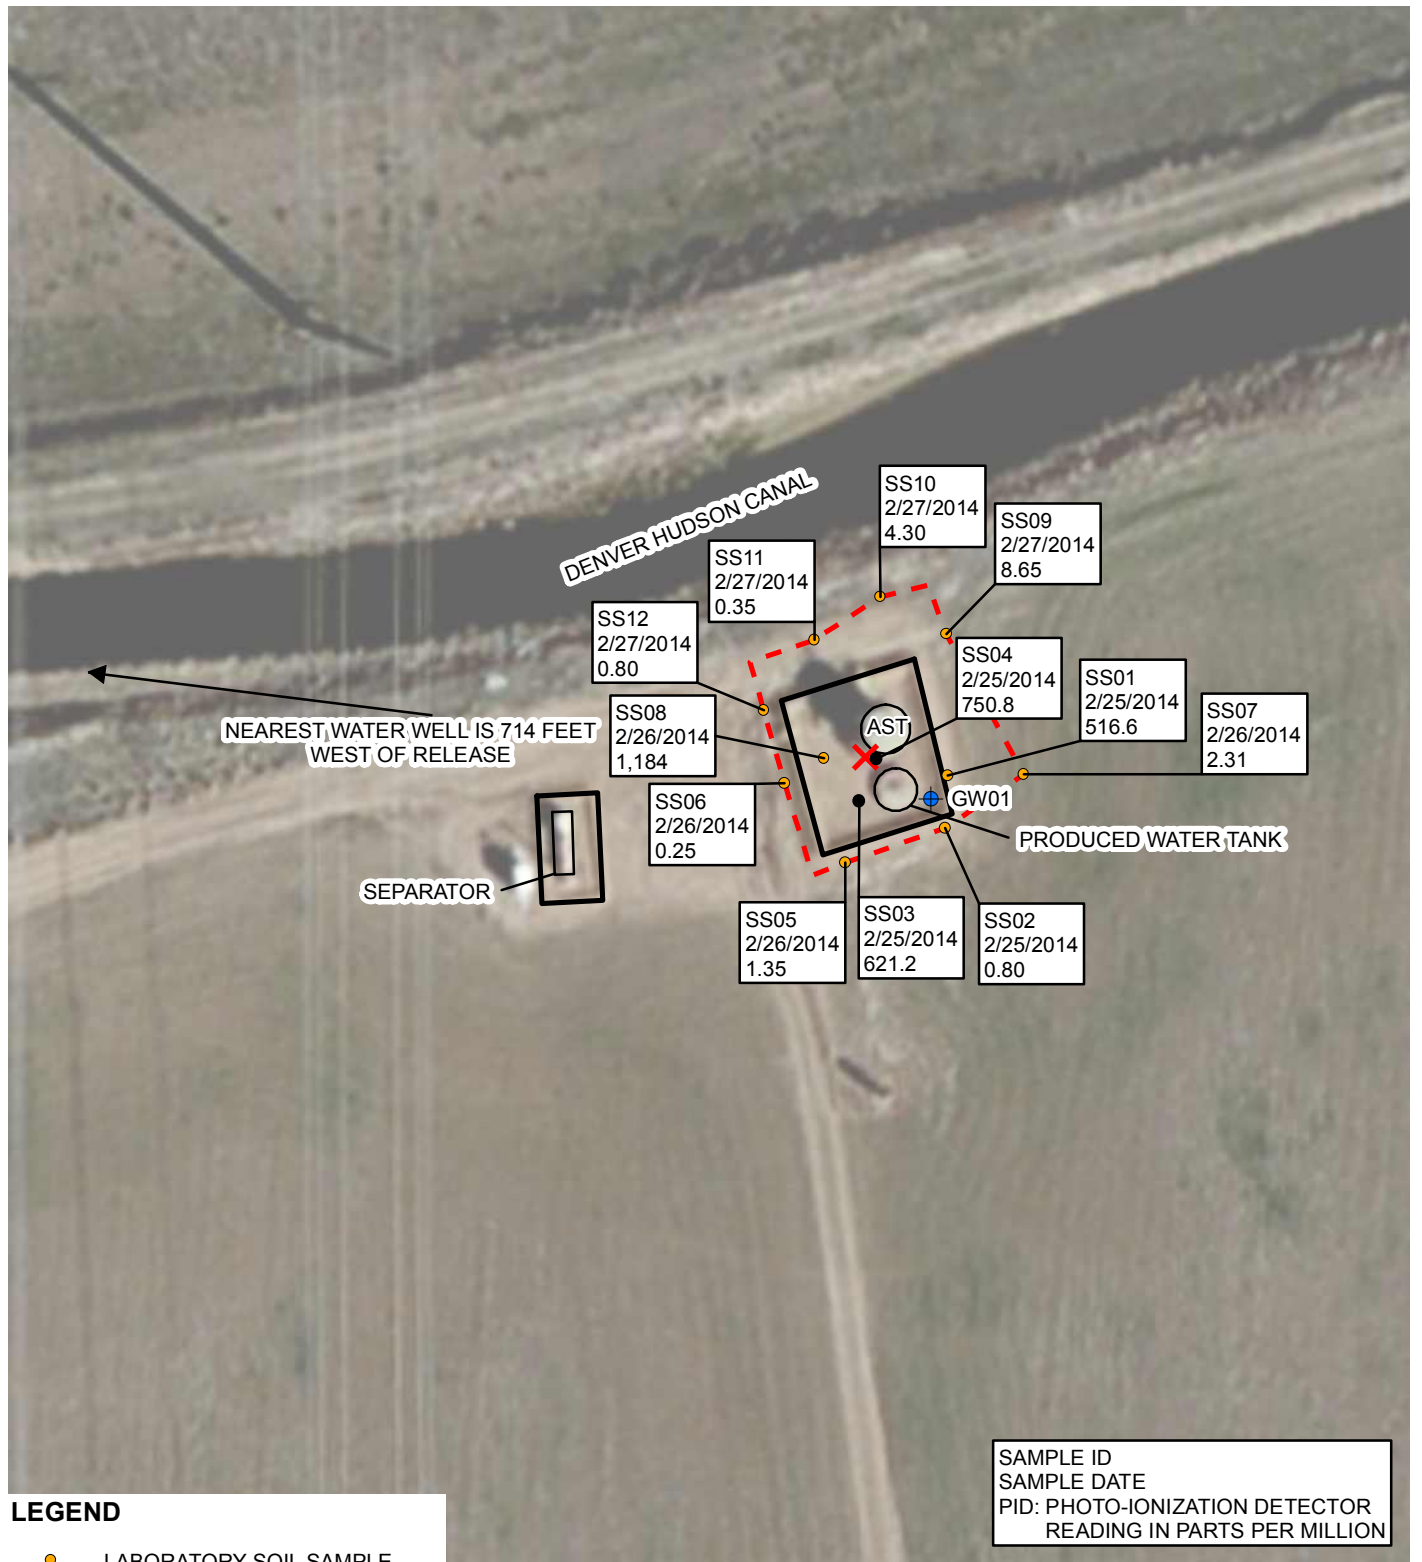 DENVER HUDSON CANAL
SS10
2/27/2014
4.30
SS09
2/27/2014
8.65
SS11
2/27/2014
0.35
SS12
2/27/2014
0.80
SS04
2/25/2014
750.8
SS01
2/25/2014
516.6
SS07
2/26/2014
2.31
SS08
2/26/2014
1,184
AST
NEAREST WATER WELL IS 714 FEET
WEST OF RELEASE
SS06
2/26/2014
0.25
GW01
PRODUCED WATER TANK
SEPARATOR
SS05
2/26/2014
1.35
SS03
2/25/2014
621.2
SS02
2/25/2014
0.80
SAMPLE ID
SAMPLE DATE
PID: PHOTO-IONIZATION DETECTOR
READING IN PARTS PER MILLION
LEGEND
LABORATORY SOIL SAMPLE